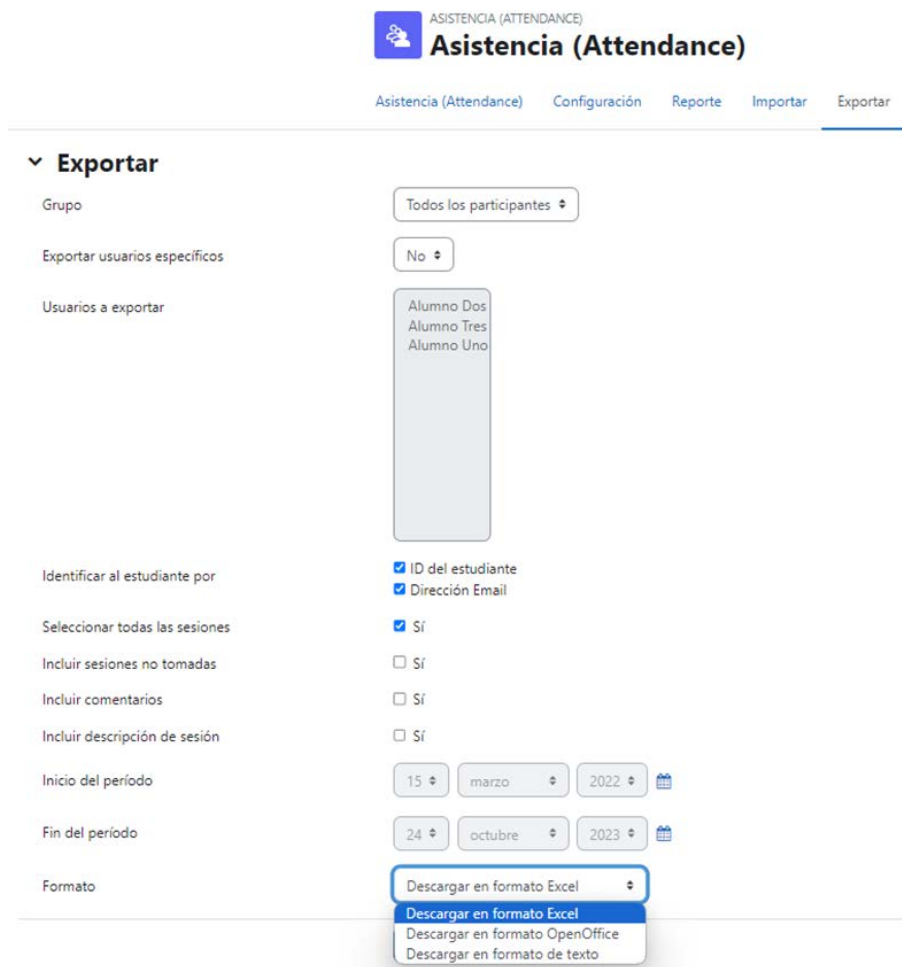 ASISTENCIA (ATTENDANCE)
Asistencia (Attendance)
Asistencia (Attendance) Configuración Reporte Importar Exportar
Exportar
Grupo Todos los participantes
Exportar usuarios específicos No
Usuarios a exportar Alumno Dos
Alumno Tres
Alumno Uno
Identificar al estudiante por ID del estudiante
Dirección Email
Seleccionar todas las sesiones Sí
Incluir sesiones no tomadas Sí
Incluir comentarios Sí
Incluir descripción de sesión Sí
Inicio del período 15 marzo 2022
Fin del período 24 octubre 2023
Formato Descargar en formato Excel
Descargar en formato Excel
Descargar en formato OpenOffice
Descargar en formato de texto